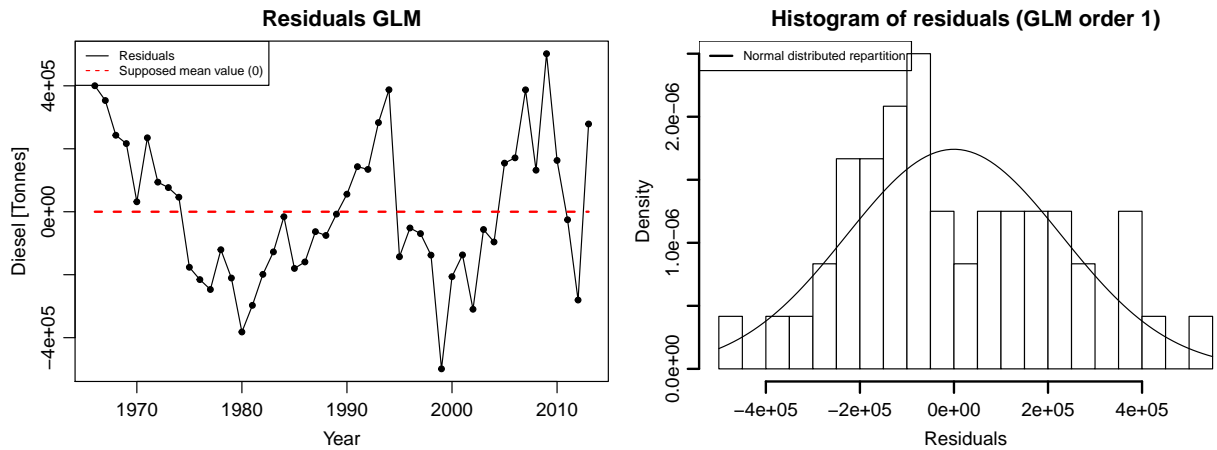 Residuals GLM
Residuals
Supposed mean value (0)
Diesel [Tonnes]
4e+05
0e+00
−4e+05
1970 1980 1990 2000 2010
Year
Histogram of residuals (GLM order 1)
Normal distributed repartition
Density
2.0e−06
1.0e−06
0.0e+00
−4e+05 −2e+05 0e+00 2e+05 4e+05
Residuals